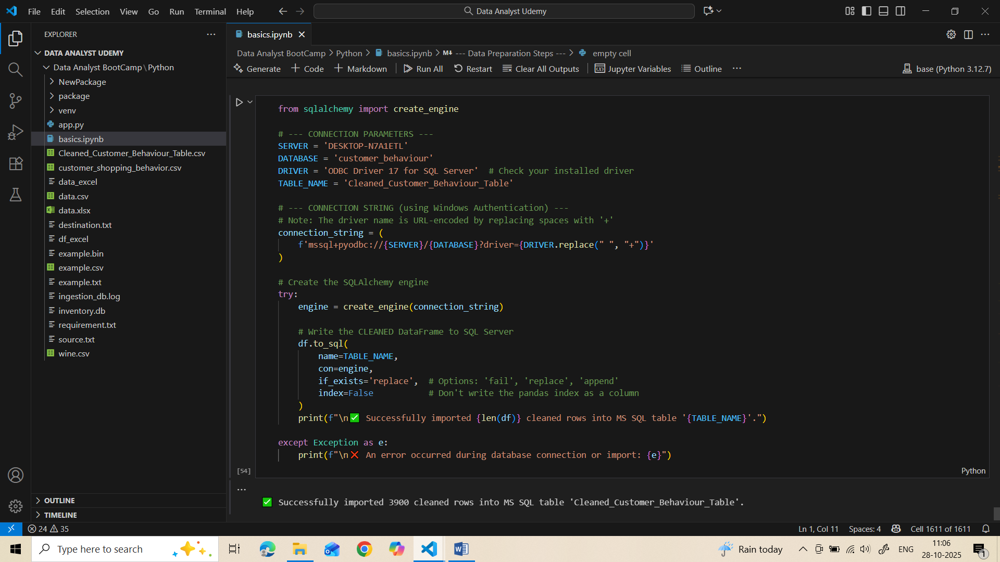 File Edit Selection View Go Run Terminal Help
Data Analyst Udemy
EXPLORER
DATA ANALYST UDEMY
Data Analyst BootCamp\Python
NewPackage
package
venv
app.py
basics.ipynb
Cleaned_Customer_Behaviour_Table.csv
customer_shopping_behavior.csv
data_excel
data.csv
data.xlsx
destination.txt
df_excel
example.bin
example.csv
example.txt
ingestion_db.log
inventory.db
requirement.txt
source.txt
wine.csv
OUTLINE
TIMELINE
basics.ipynb
Data Analyst BootCamp > Python > basics.ipynb > M↓ --- Data Preparation Steps --- > empty cell
Generate + Code + Markdown Run All Restart Clear All Outputs Jupyter Variables Outline ... base (Python 3.12.7)
from sqlalchemy import create_engine
# --- CONNECTION PARAMETERS ---
SERVER = 'DESKTOP-N7A1ETL'
DATABASE = 'customer_behaviour'
DRIVER = 'ODBC Driver 17 for SQL Server'  # Check your installed driver
TABLE_NAME = 'Cleaned_Customer_Behaviour_Table'
# --- CONNECTION STRING (using Windows Authentication) ---
# Note: The driver name is URL-encoded by replacing spaces with '+'
connection_string = (
    f'mssql+pyodbc://{SERVER}/{DATABASE}?driver={DRIVER.replace(" ", "+")}'
)
# Create the SQLAlchemy engine
try:
    engine = create_engine(connection_string)
    # Write the CLEANED DataFrame to SQL Server
    df.to_sql(
        name=TABLE_NAME,
        con=engine,
        if_exists='replace',  # Options: 'fail', 'replace', 'append'
        index=False           # Don't write the pandas index as a column
    )
    print(f"\n✅ Successfully imported {len(df)} cleaned rows into MS SQL table '{TABLE_NAME}'.")
except Exception as e:
    print(f"\n❌ An error occurred during database connection or import: {e}")
[54]
Python
...
✅ Successfully imported 3900 cleaned rows into MS SQL table 'Cleaned_Customer_Behaviour_Table'.
24 35
Ln 1, Col 11 Spaces: 4 Cell 1611 of 1611
Type here to search
Rain today
ENG
11:06
28-10-2025
1